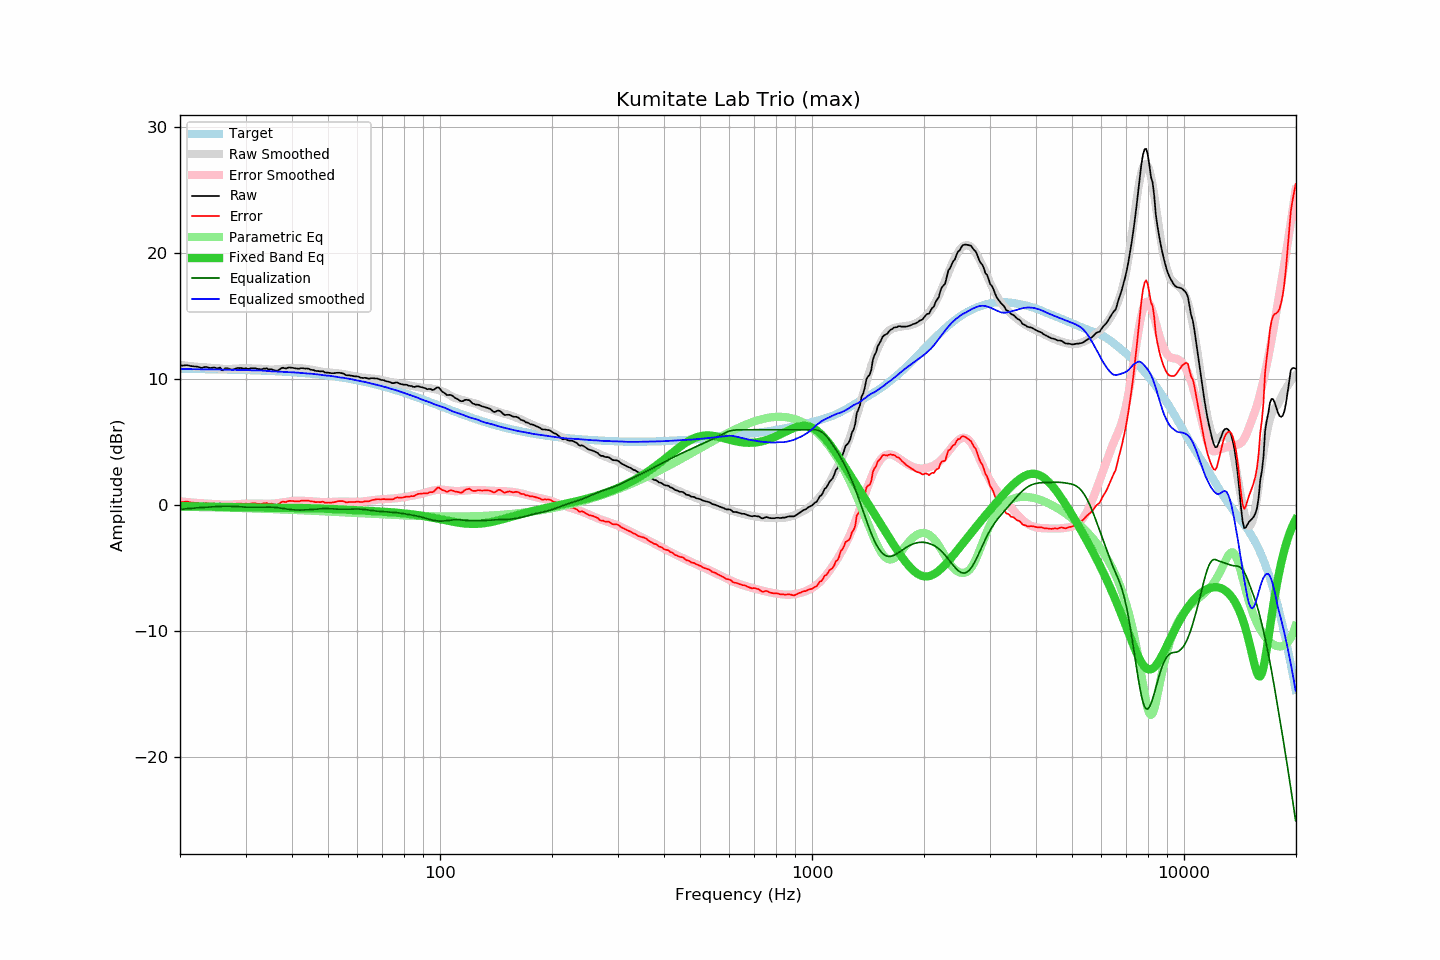 Kumitate Lab Trio (max)
30
20
10
0
−10
−20
Amplitude (dBr)
Target
Raw Smoothed
Error Smoothed
Raw
Error
Parametric Eq
Fixed Band Eq
Equalization
Equalized smoothed
100
1000
10000
Frequency (Hz)